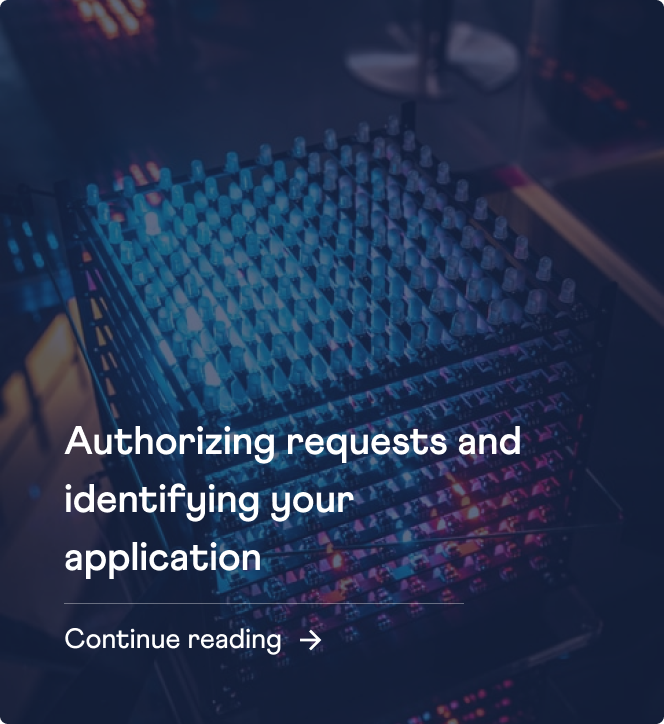 Authorizing requests and
identifying your
application
Continue reading →